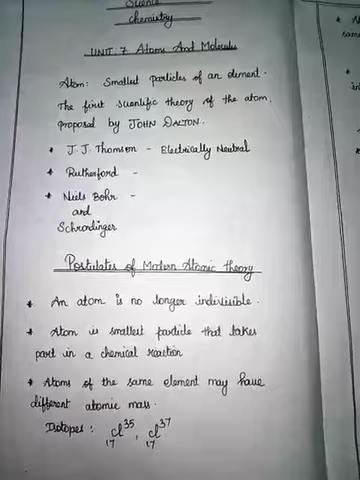 Science
chemistry
UNIT: 7 Atoms And Molecules
Atom: Smallest particles of an element.
The first scientific theory of the atom,
proposed by JOHN DALTON.
* J.J. Thomson - Electrically Neutral
* Rutherford -
* Niels Bohr -
and
Schrondinger
Postulates of Modern Atomic theory
* An atom is no longer indivisible.
* Atom is smallest particle that takes
part in a chemical reaction
* Atoms of the same element may have
different atomic mass.
Isotopes: 17Cl35, 17Cl37